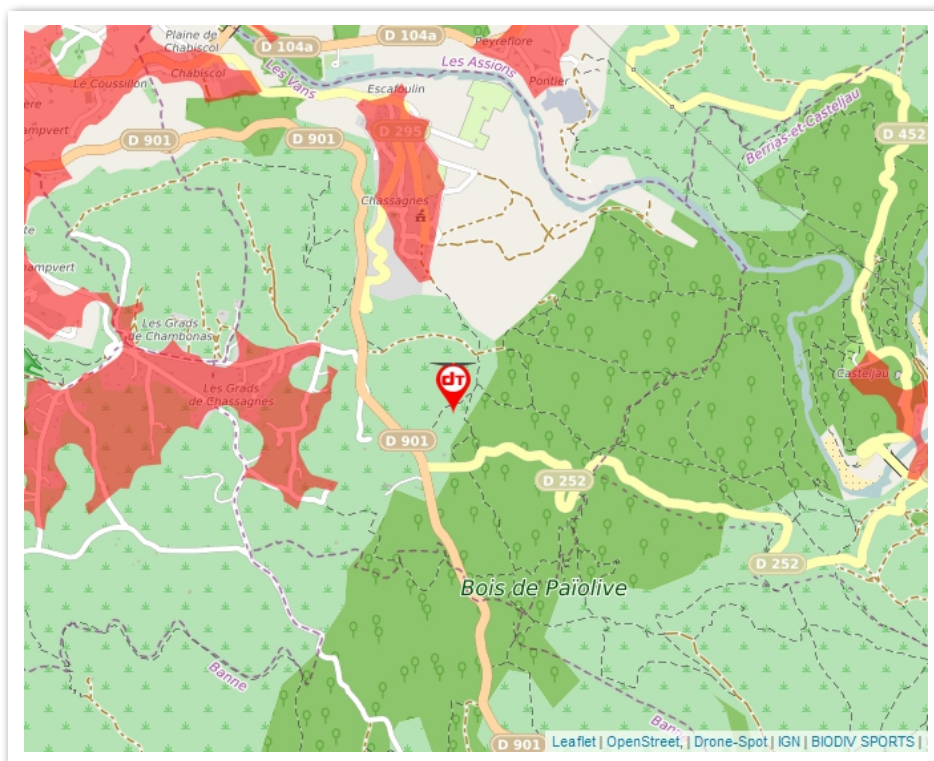 Plaine de
Chabiscol
D 104a
D 104a
Peyreflore
Les Assions
Les Vans
Chabiscol
Le Coussillon
Pontier
Escafoulin
ampvert
D 901
D 901
D 295
D 452
Berrias-et-Casteljau
Chassagnes
ampvert
Les Grads
de Chambonas
Casteljau
Les Grads
de Chassagnes
D 901
D 252
D 252
Bois de Païolive
Banne
D 901
Leaflet | OpenStreet, | Drone-Spot | IGN | BIODIV SPORTS |